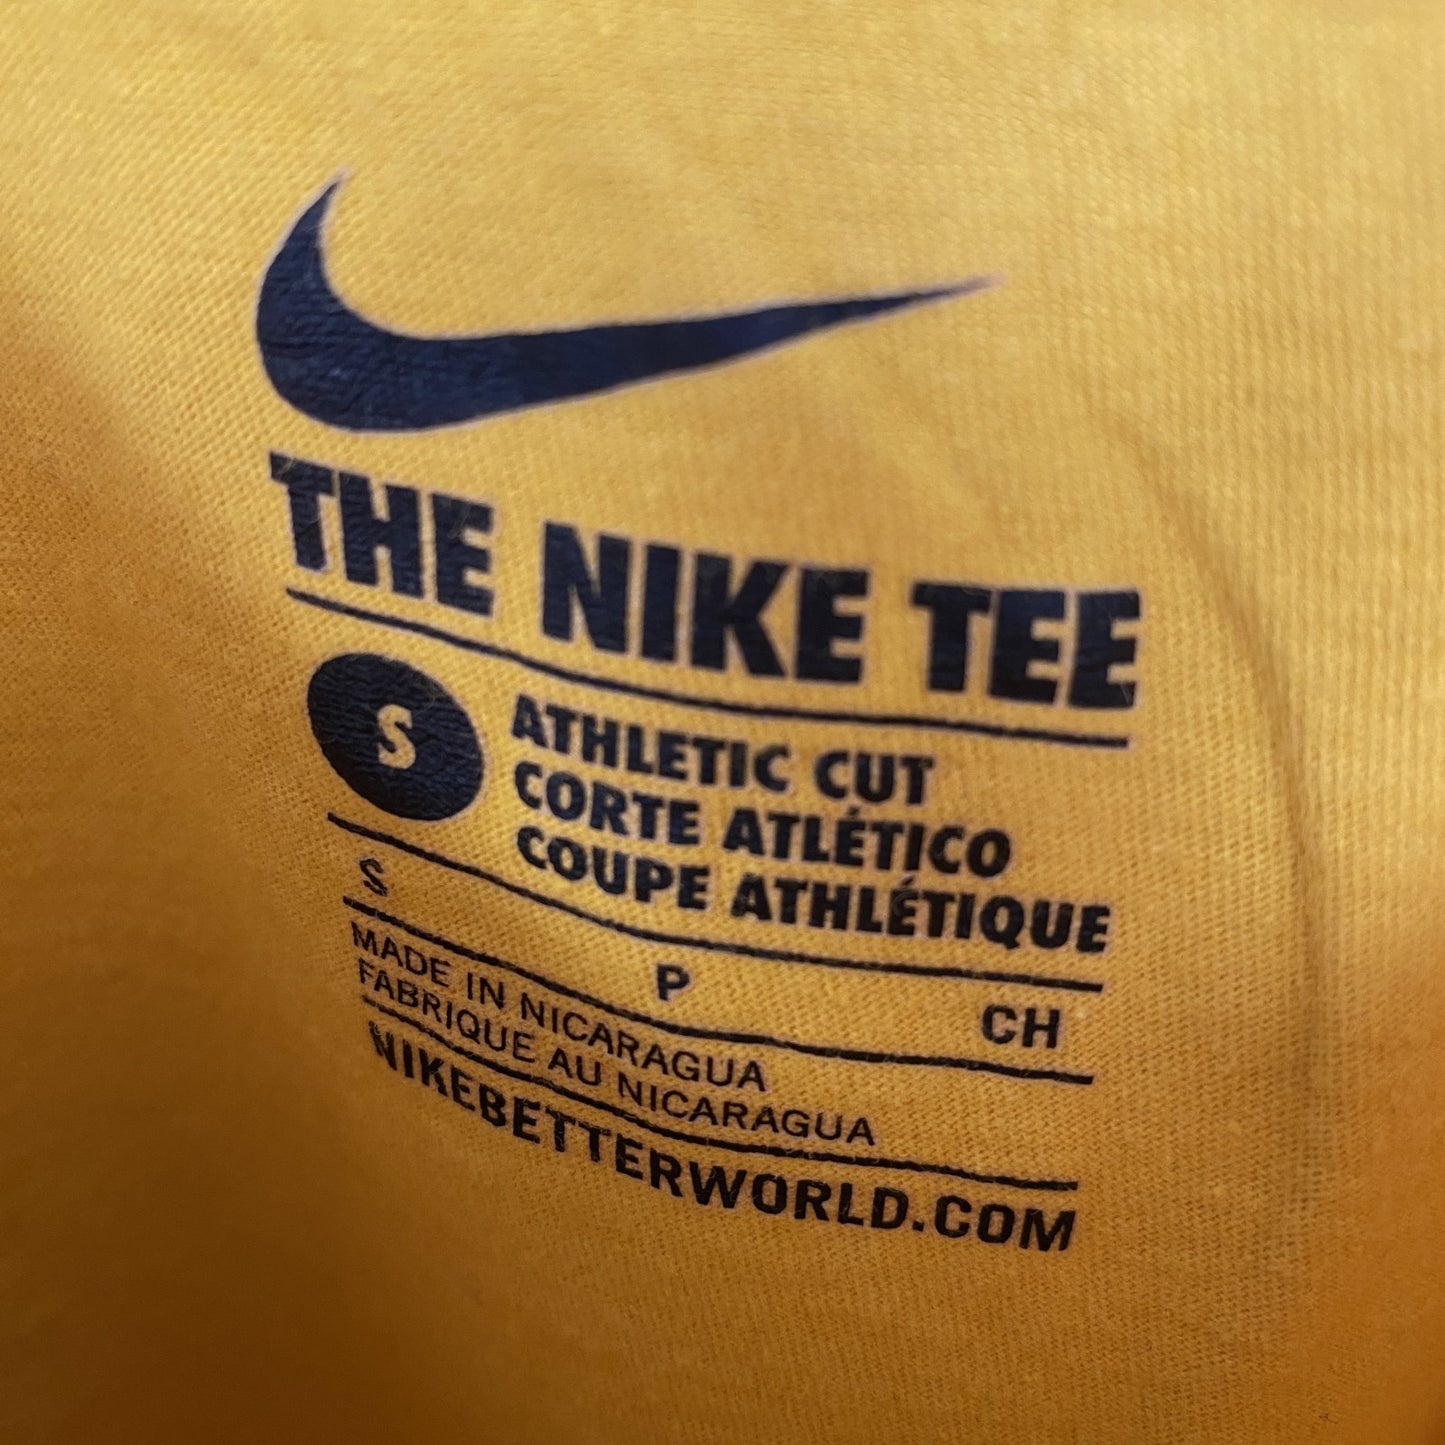 THE NIKE TEE
S
ATHLETIC CUT
CORTE ATLÉTICO
COUPE ATHLÉTIQUE
S P CH
MADE IN NICARAGUA
FABRIQUE AU NICARAGUA
NIKEBETTERWORLD.COM